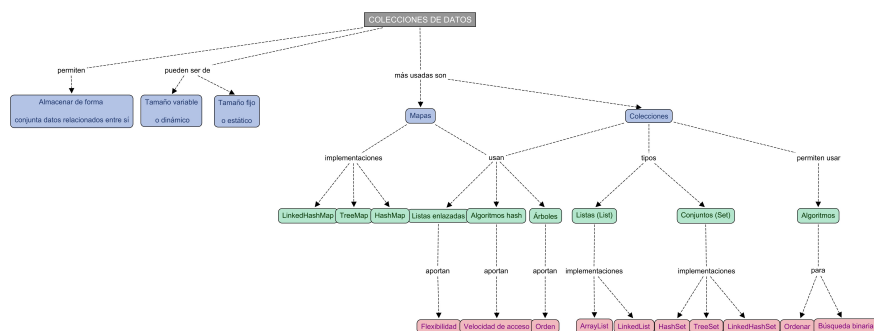 COLECCIONES DE DATOS
permiten
pueden ser de
más usadas son
Almacenar de forma
conjunta datos relacionados entre si
Tamaño variable
o dinámico
Tamaño fijo
o estático
Mapas
Colecciones
implementaciones
usan
tipos
permiten usar
LinkedHashMap
TreeMap
HashMap
Listas enlazadas
Algoritmos hash
Árboles
Listas (List)
Conjuntos (Set)
Algoritmos
aportan
aportan
aportan
implementaciones
implementaciones
para
Flexibilidad
Velocidad de acceso
Orden
ArrayList
LinkedList
HashSet
TreeSet
LinkedHashSet
Ordenar
Búsqueda binaria